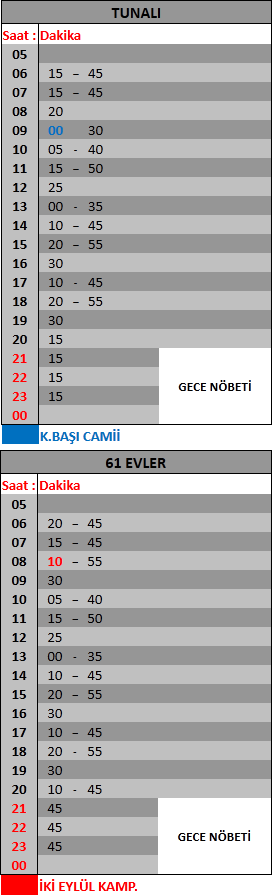 TUNALI
Saat : Dakika
05
06 15 – 45
07 15 – 45
08 20
09 00 30
10 05 - 40
11 15 – 50
12 25
13 00 - 35
14 10 – 45
15 20 – 55
16 30
17 10 - 45
18 20 – 55
19 30
20 15
21 15
22 15
23 15
00
GECE NÖBETİ
K.BAŞI CAMİİ
61 EVLER
Saat : Dakika
05
06 20 – 45
07 15 – 45
08 10 – 55
09 30
10 05 – 40
11 15 – 50
12 25
13 00 - 35
14 10 – 45
15 20 – 55
16 30
17 10 – 45
18 20 - 55
19 30
20 10 - 45
21 45
22 45
23 45
00
GECE NÖBETİ
İKİ EYLÜL KAMP.